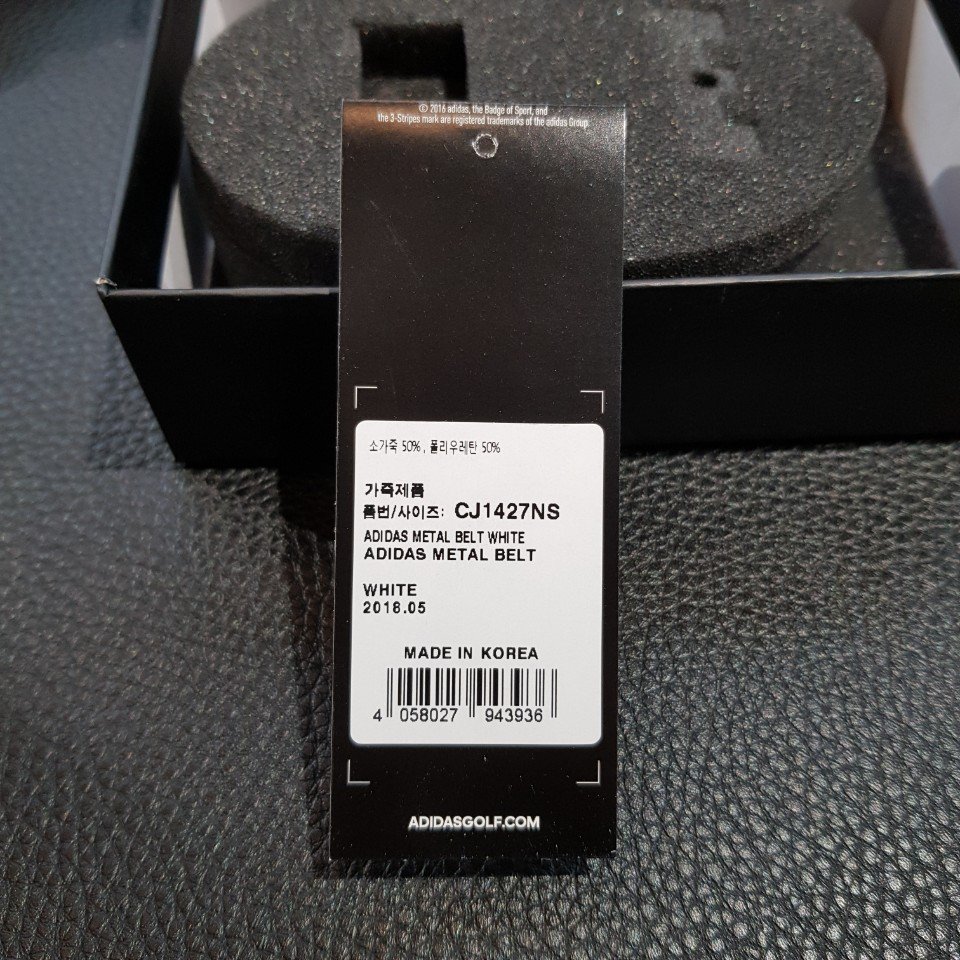 © 2016 adidas, the Badge of Sport, and
the 3-Stripes mark are registered trademarks of the adidas Group.
소가죽 50% , 폴리우레탄 50%
가죽제품
품번/사이즈: CJ1427NS
ADIDAS METAL BELT WHITE
ADIDAS METAL BELT
WHITE
2018.05
MADE IN KOREA
4 058027 943936
ADIDASGOLF.COM